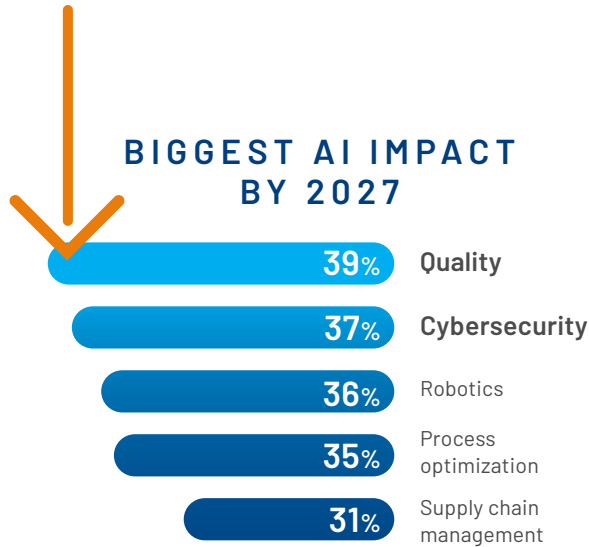 BIGGEST AI IMPACT
BY 2027
39% Quality
37% Cybersecurity
36% Robotics
35% Process
optimization
31% Supply chain
management